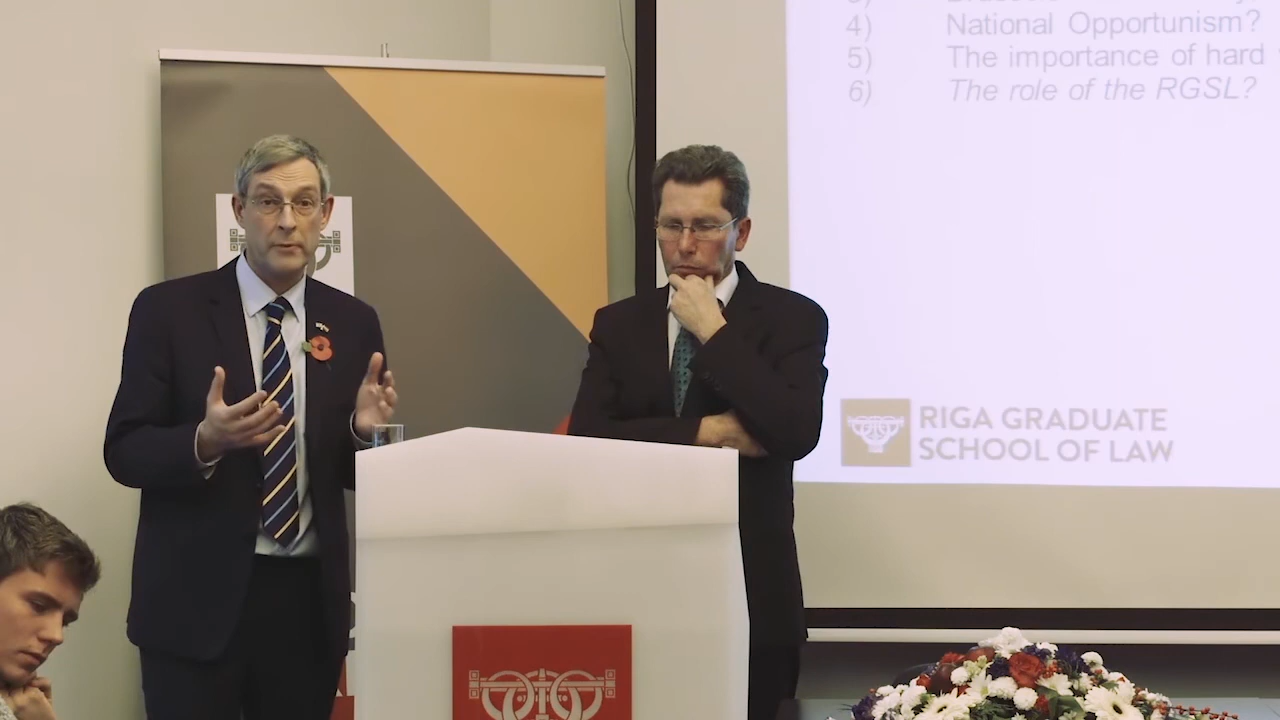 4) National Opportunism?
5) The importance of hard
6) The role of the RGSL?
RIGA GRADUATE
SCHOOL OF LAW